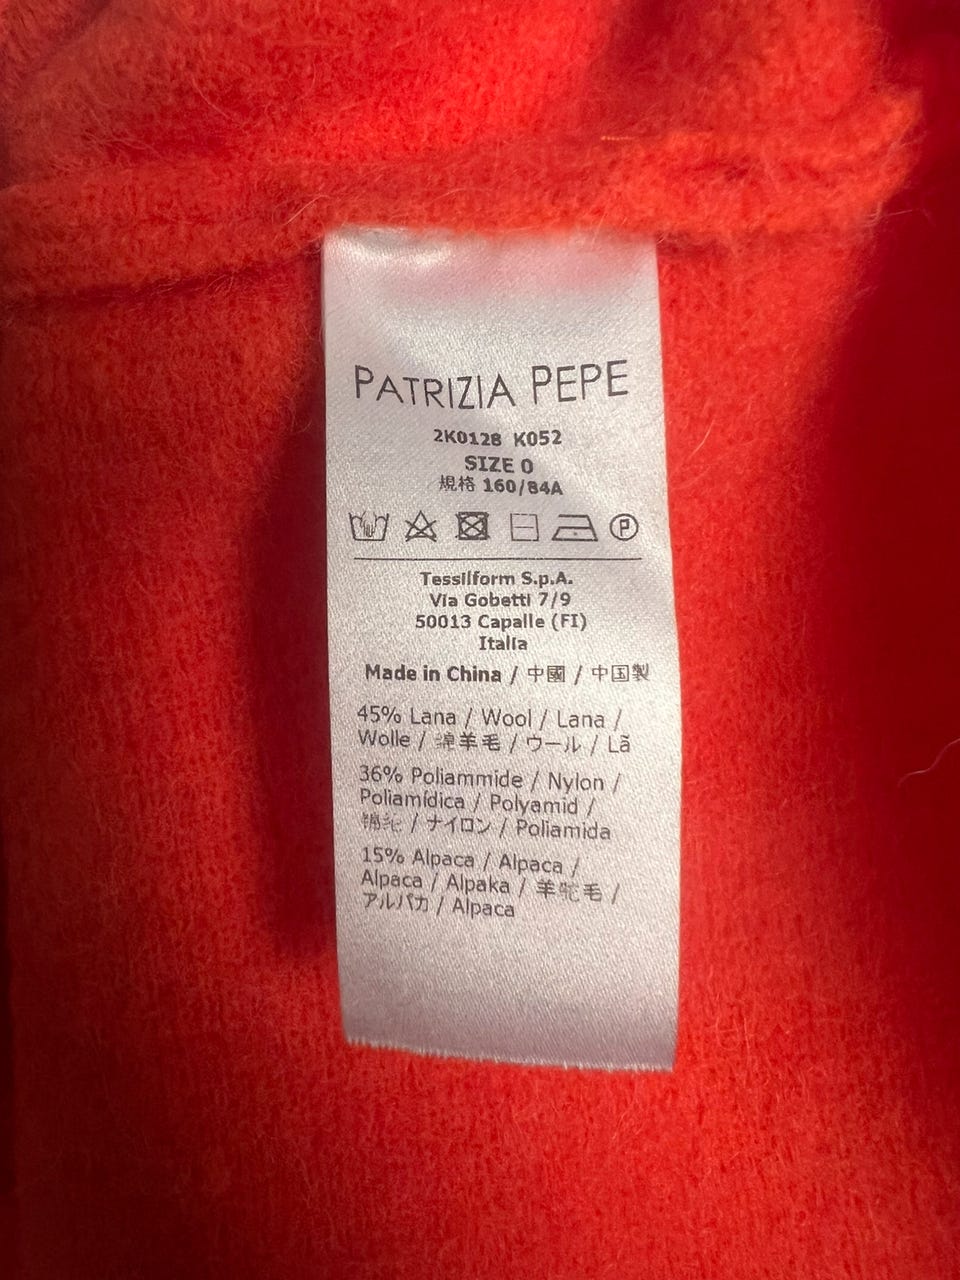 PATRIZIA PEPE
2K0128 K052
SIZE 0
規格 160/84A
P
Tessilform S.p.A.
Via Gobetti 7/9
50013 Capalle (FI)
Italia
Made in China / 中國 / 中国製
45% Lana / Wool / Lana /
Wolle / 绵羊毛 / ウール / Lã
36% Poliammide / Nylon /
Poliamídica / Polyamid /
锦纶 / ナイロン / Poliamida
15% Alpaca / Alpaca /
Alpaca / Alpaka / 羊驼毛 /
アルパカ / Alpaca